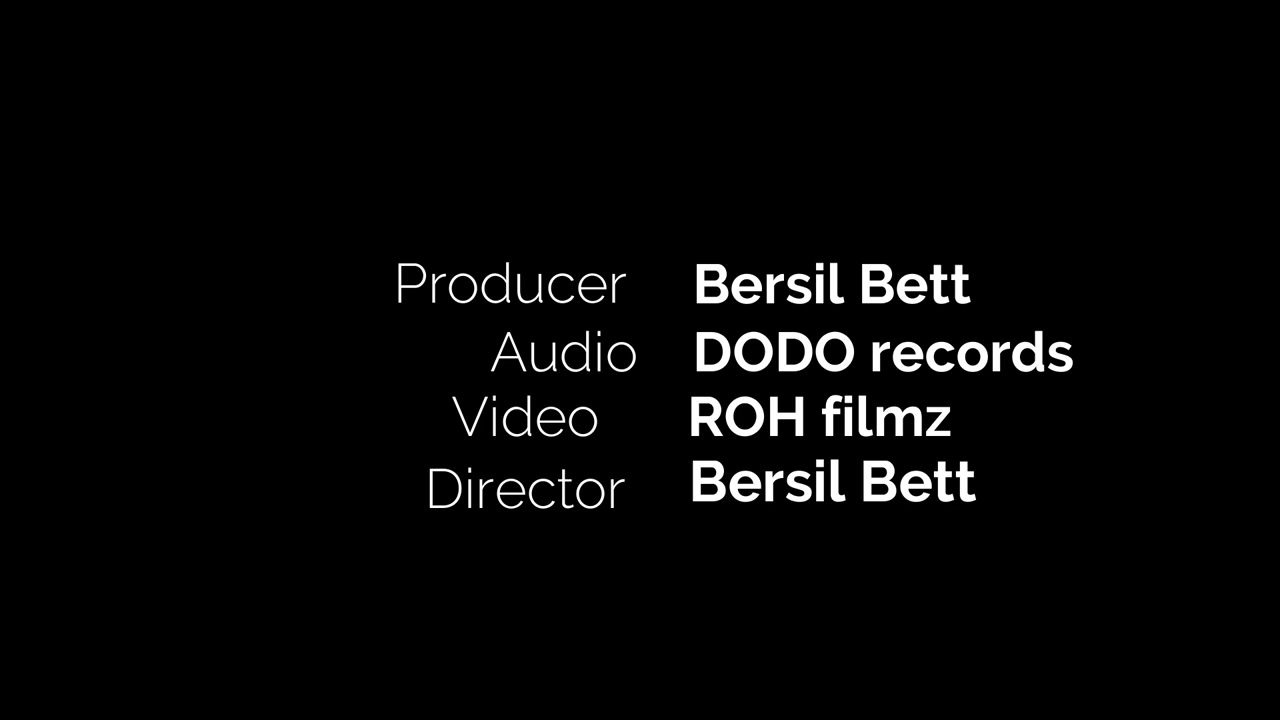 Producer Bersil Bett
Audio DODO records
Video ROH filmz
Director Bersil Bett